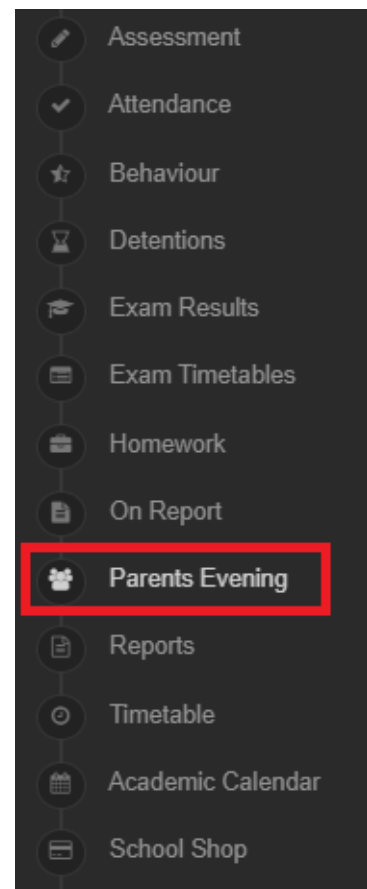 Assessment
Attendance
Behaviour
Detentions
Exam Results
Exam Timetables
Homework
On Report
Parents Evening
Reports
Timetable
Academic Calendar
School Shop